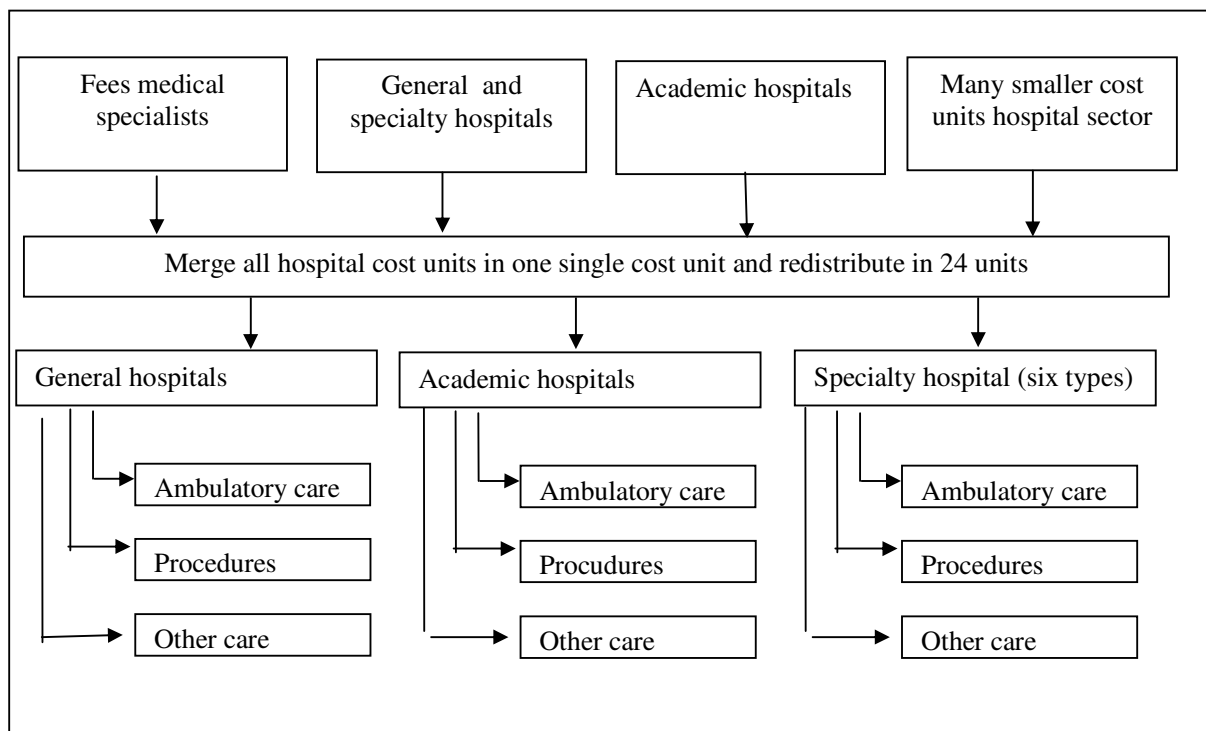 Fees medical
specialists
General and
specialty hospitals
Academic hospitals
Many smaller cost
units hospital sector
Merge all hospital cost units in one single cost unit and redistribute in 24 units
General hospitals
Academic hospitals
Specialty hospital (six types)
Ambulatory care
Ambulatory care
Ambulatory care
Procedures
Procudures
Procedures
Other care
Other care
Other care